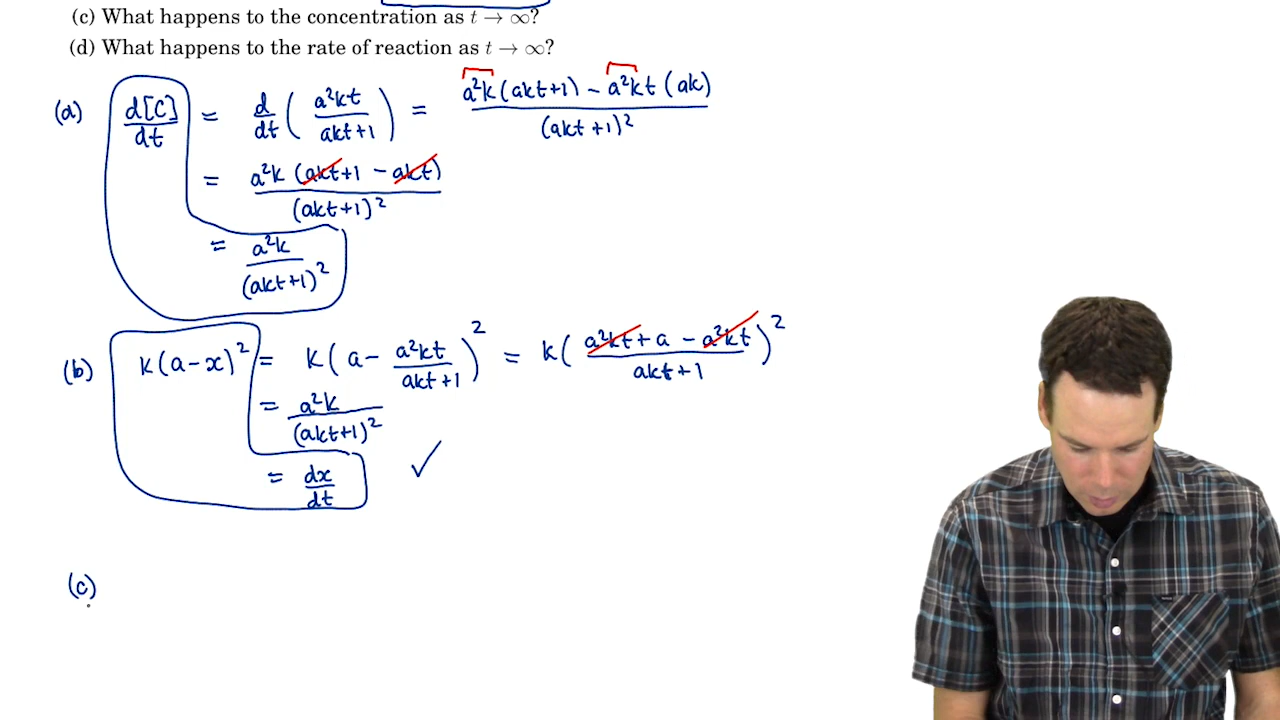 (c) What happens to the concentration as t → ∞?
(d) What happens to the rate of reaction as t → ∞?
(a) d[C]/dt = d/dt ( a²kt / akt+1 ) = a²k(akt+1) − a²kt(ak) / (akt+1)²
= a²k (akt+1 − akt) / (akt+1)²
= a²k / (akt+1)²
(b) k(a−x)² = k( a − a²kt / akt+1 )² = k( a²kt + a − a²kt / akt+1 )²
= a²k / (akt+1)²
= dx/dt ✓
(c)